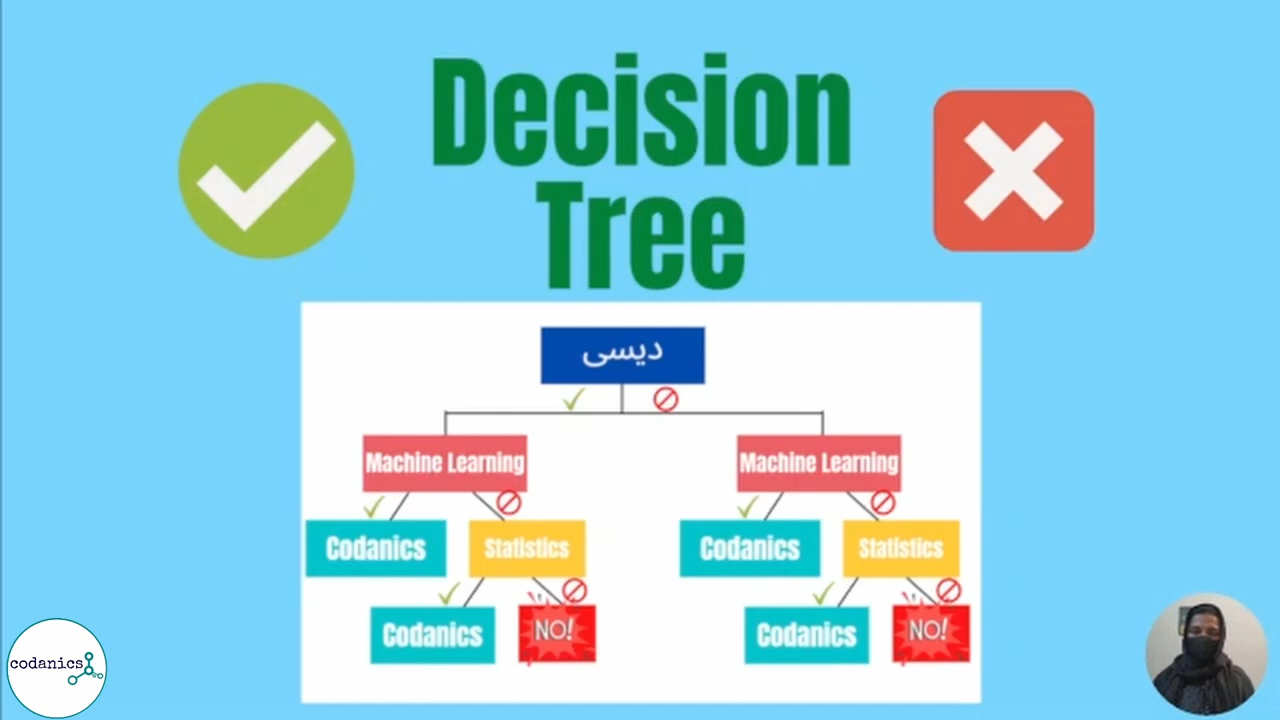 Decision
Tree
دیسی
Machine Learning
Machine Learning
Codanics
Statistics
Codanics
Statistics
Codanics
NO!
Codanics
NO!
codanics